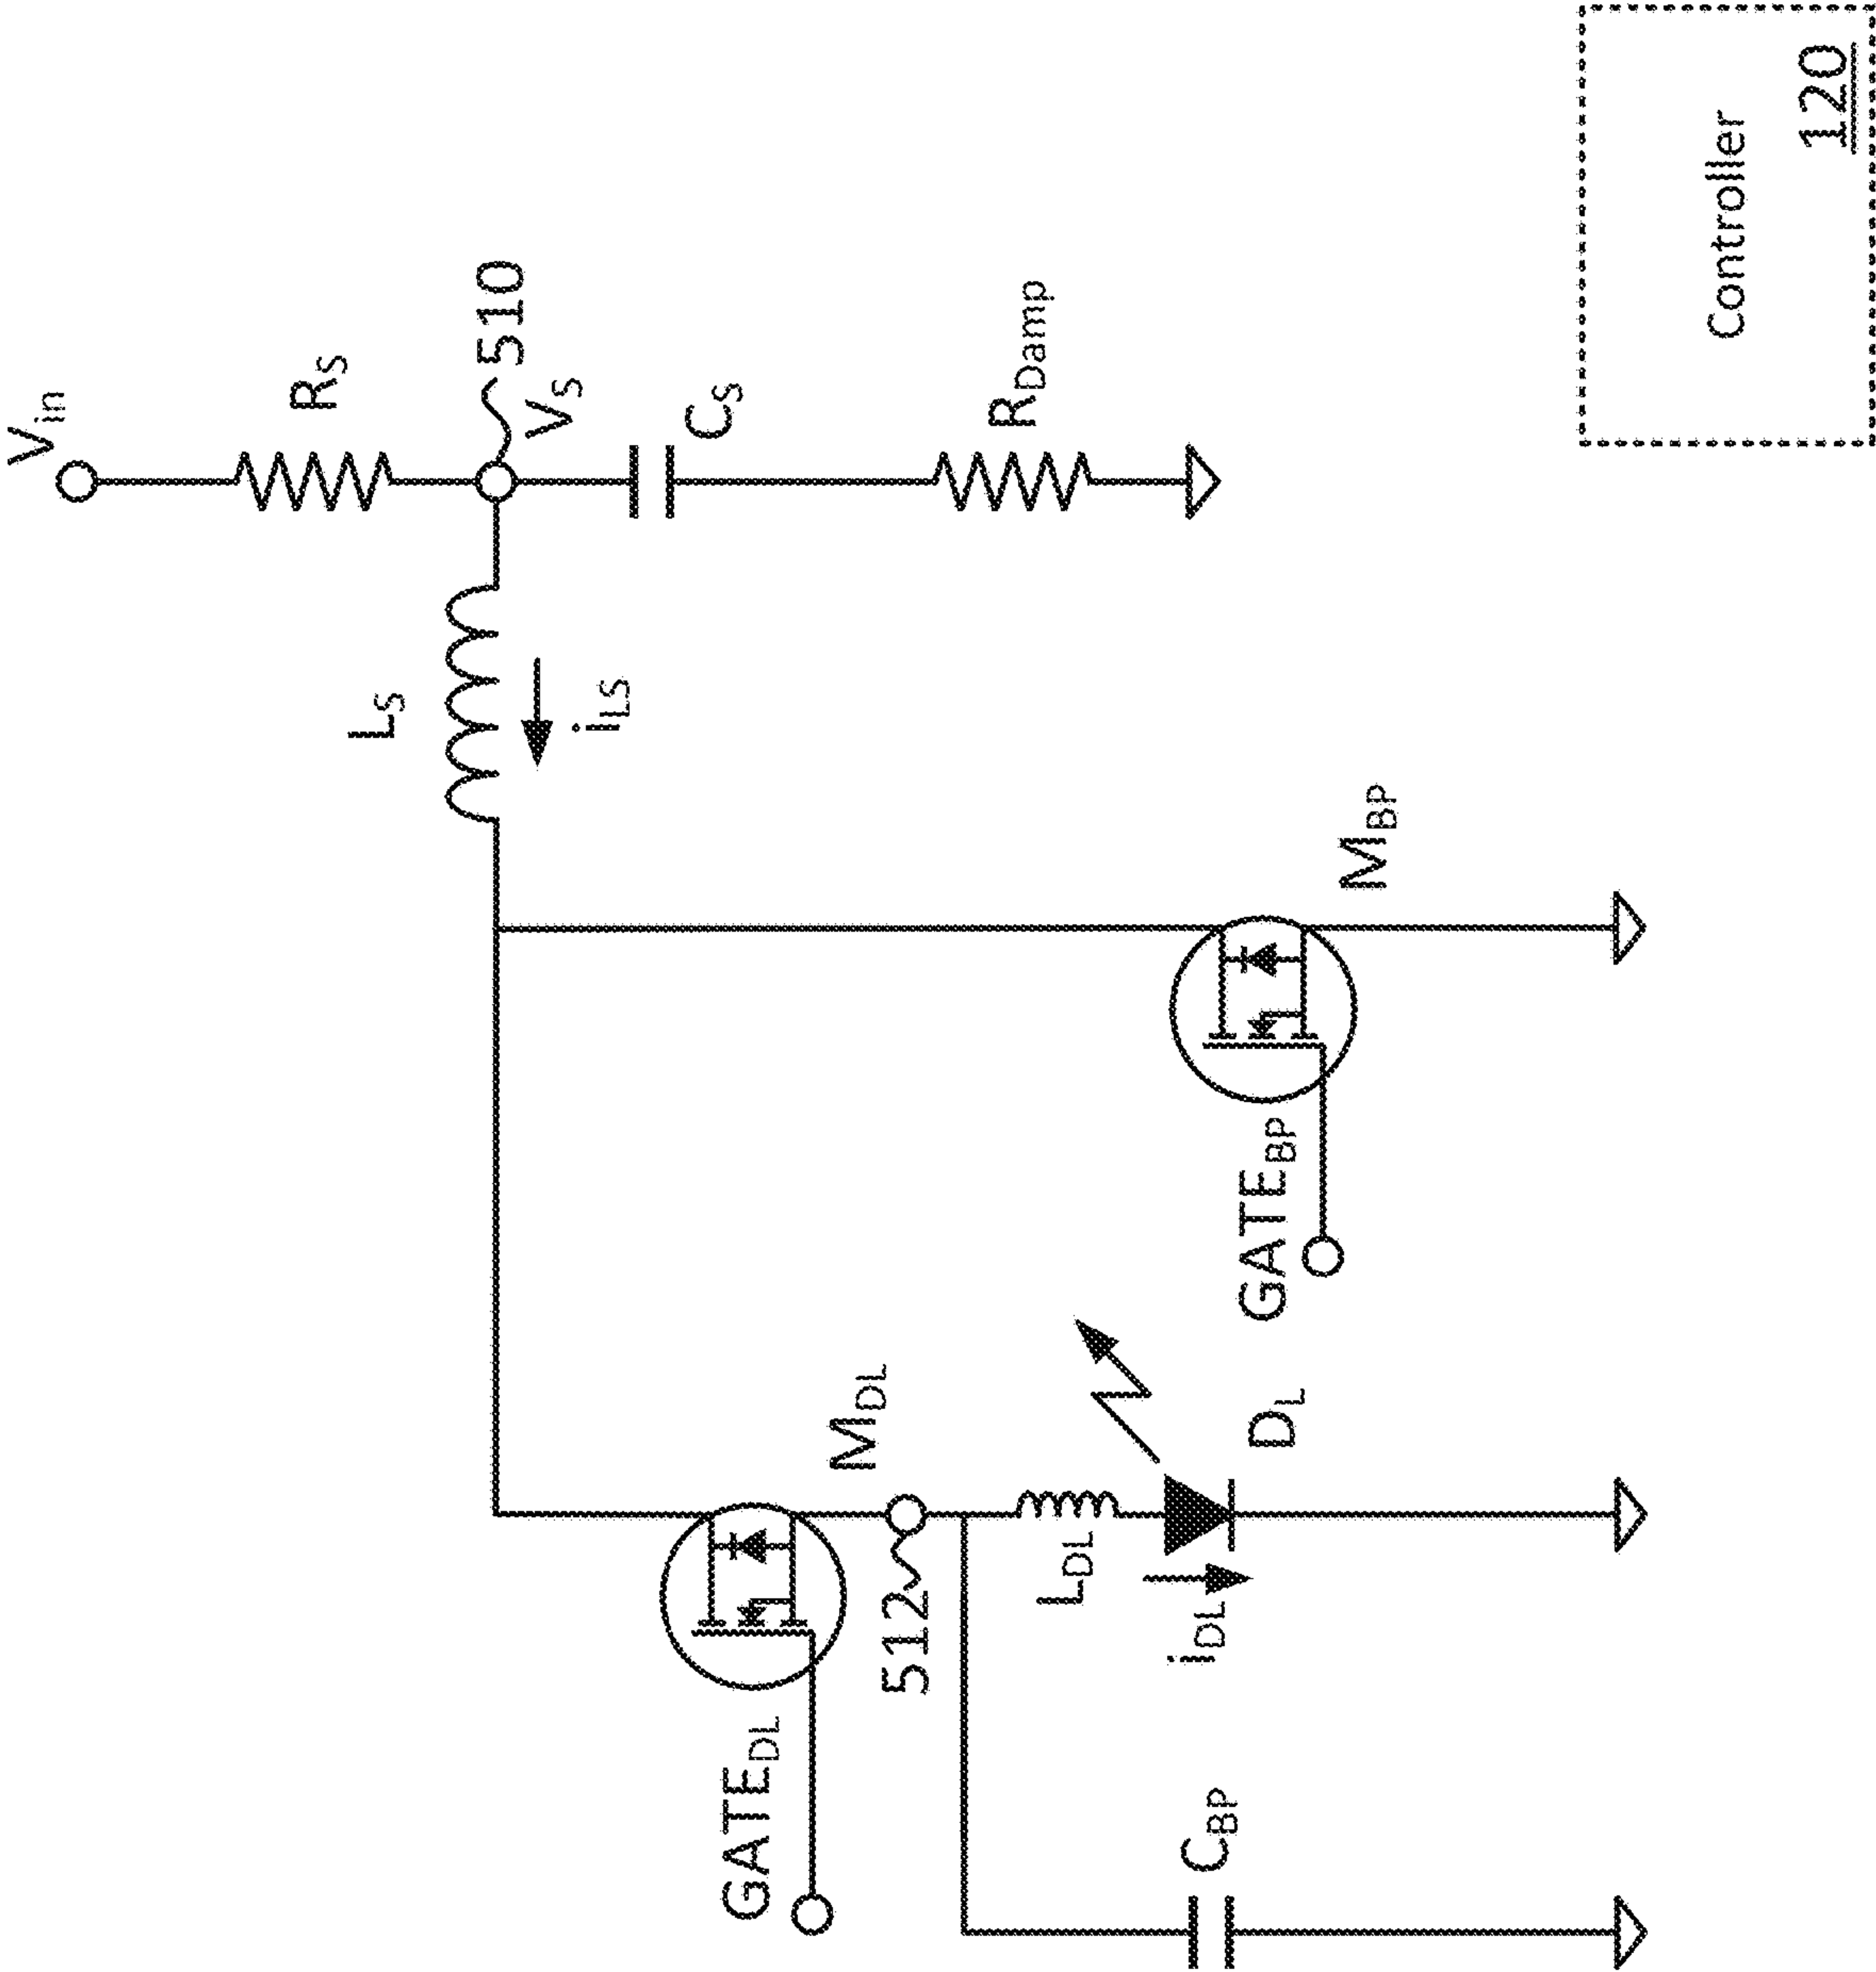 Vin
RS
510
VS
CS
RDamp
LS
iLS
MBP
GATEBP
MDL
GATEDL
512
LDL
iDL
DL
CBP
Controller
120